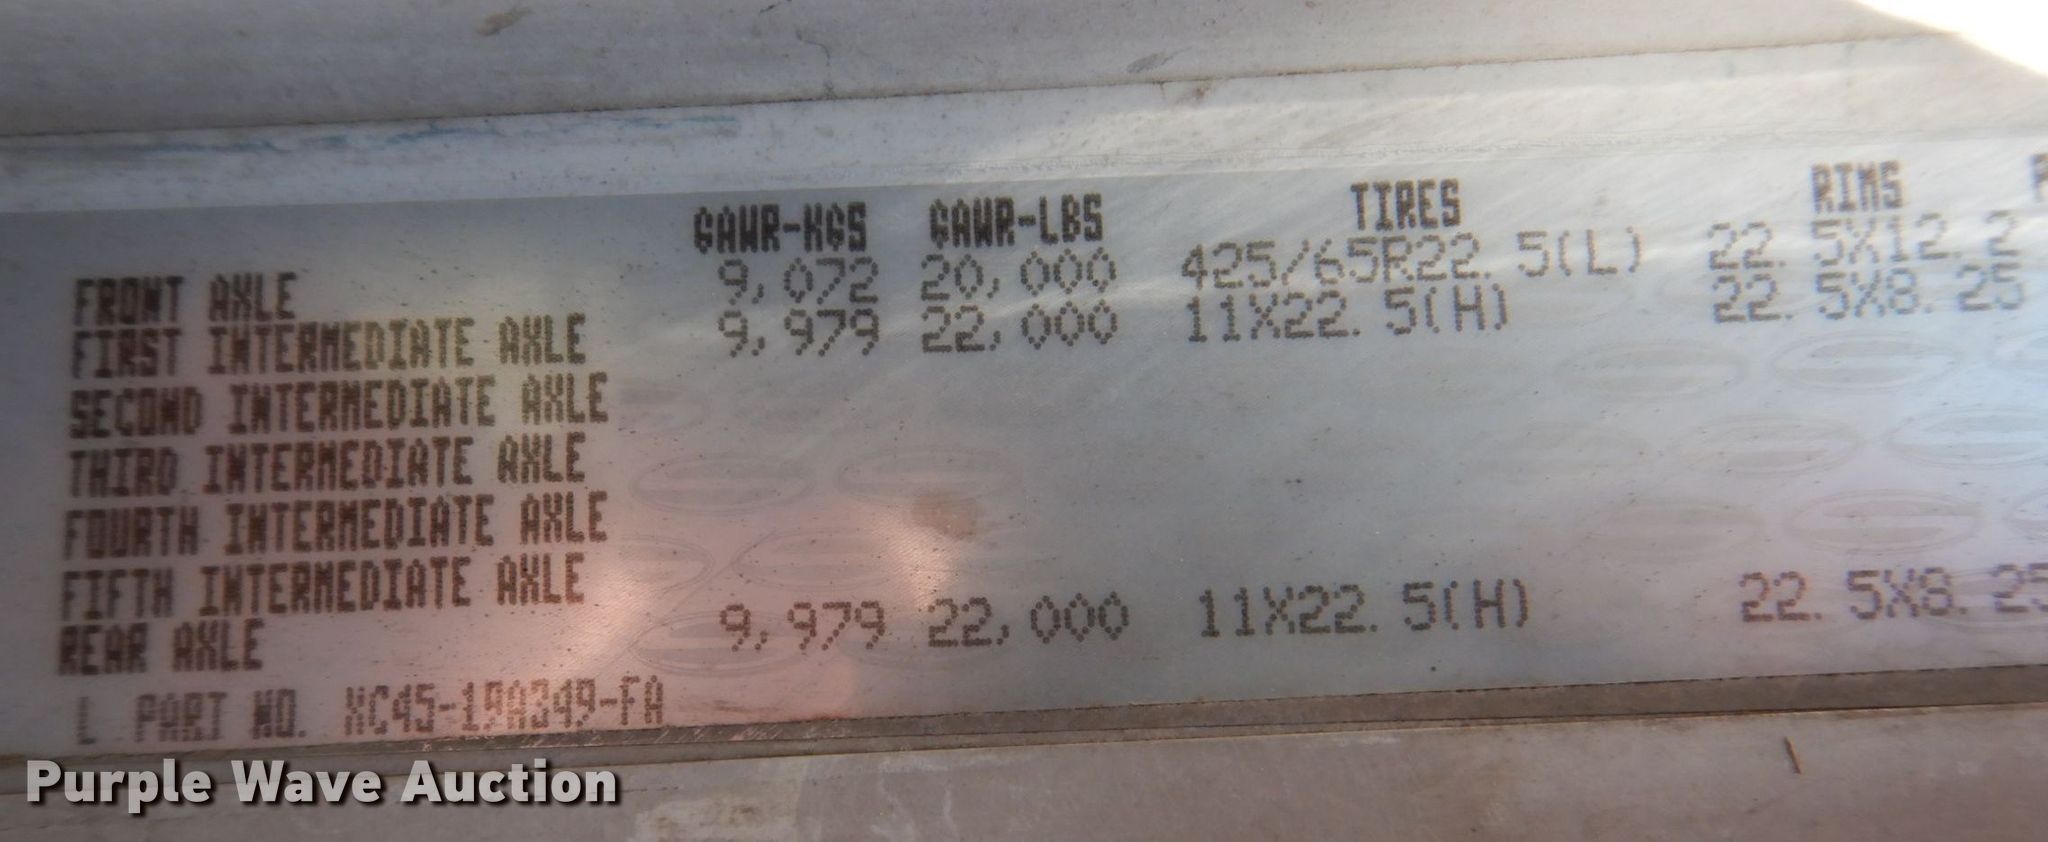 GAWR-KGS GAWR-LBS TIRES RIMS
FRONT AXLE 9,072 20,000 425/65R22.5(L) 22.5X12.2
FIRST INTERMEDIATE AXLE 9,979 22,000 11X22.5(H) 22.5X8.25
SECOND INTERMEDIATE AXLE
THIRD INTERMEDIATE AXLE
FOURTH INTERMEDIATE AXLE
FIFTH INTERMEDIATE AXLE
REAR AXLE 9,979 22,000 11X22.5(H) 22.5X8.25
L PART NO. XC45-19A349-FA
Purple Wave Auction